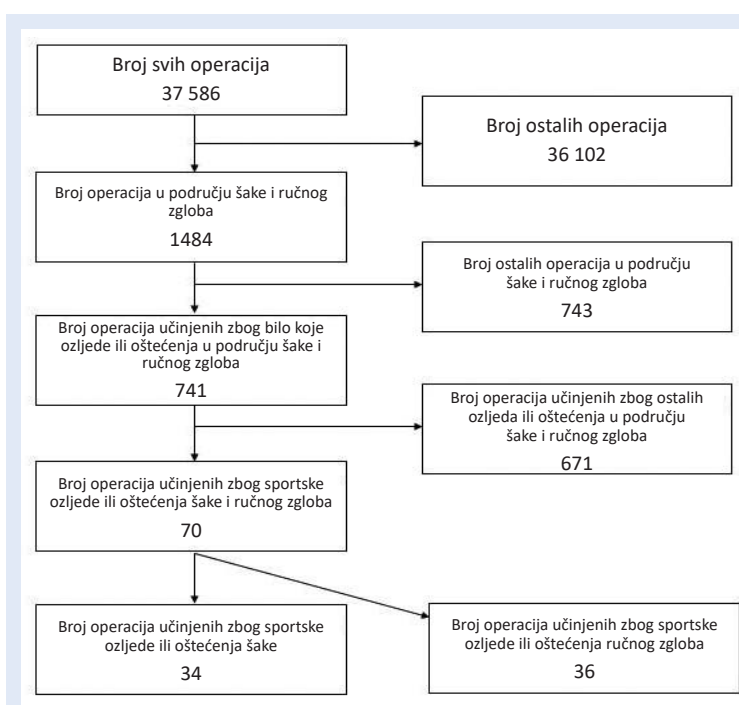 Broj svih operacija
37 586
Broj ostalih operacija
36 102
Broj operacija u području šake i ručnog
zgloba
1484
Broj ostalih operacija u području
šake i ručnog zgloba
743
Broj operacija učinjenih zbog bilo koje
ozljede ili oštećenja u području šake i
ručnog zgloba
741
Broj operacija učinjenih zbog ostalih
ozljeda ili oštećenja u području
šake i ručnog zgloba
671
Broj operacija učinjenih zbog sportske
ozljede ili oštećenja šake i ručnog zgloba
70
Broj operacija učinjenih zbog sportske
ozljede ili oštećenja šake
34
Broj operacija učinjenih zbog sportske
ozljede ili oštećenja ručnog zgloba
36